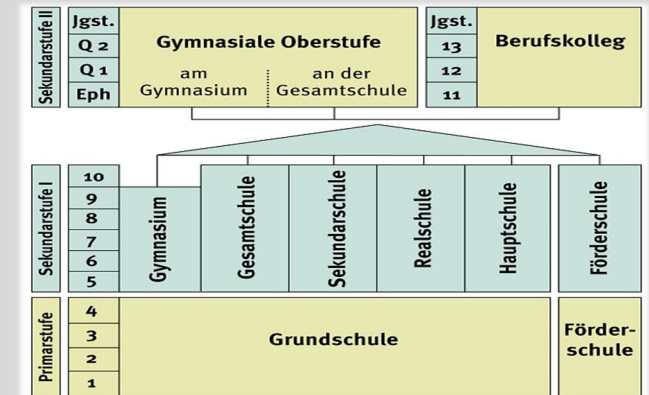 Sekundarstufe II
Jgst.
Q 2
Q 1
Eph
Gymnasiale Oberstufe
am
Gymnasium
an der
Gesamtschule
Jgst.
13
12
11
Berufskolleg
Sekundarstufe I
10
9
8
7
6
5
Gymnasium
Gesamtschule
Sekundarschule
Realschule
Hauptschule
Förderschule
Primarstufe
4
3
2
1
Grundschule
Förder-
schule